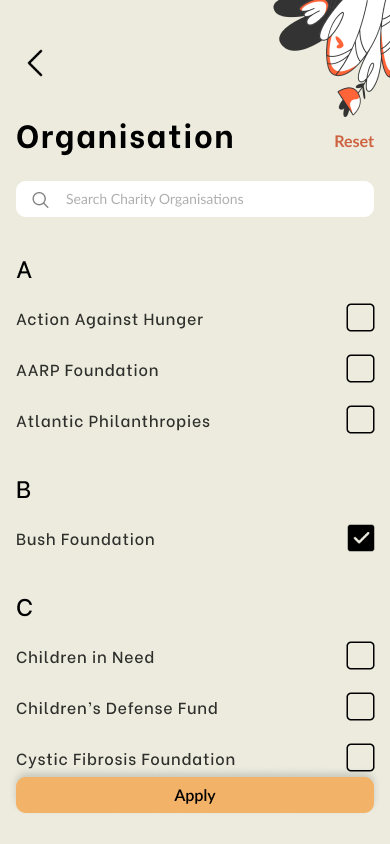 Organisation
Reset
Search Charity Organisations
A
Action Against Hunger
AARP Foundation
Atlantic Philanthropies
B
Bush Foundation
C
Children in Need
Children's Defense Fund
Cystic Fibrosis Foundation
Apply